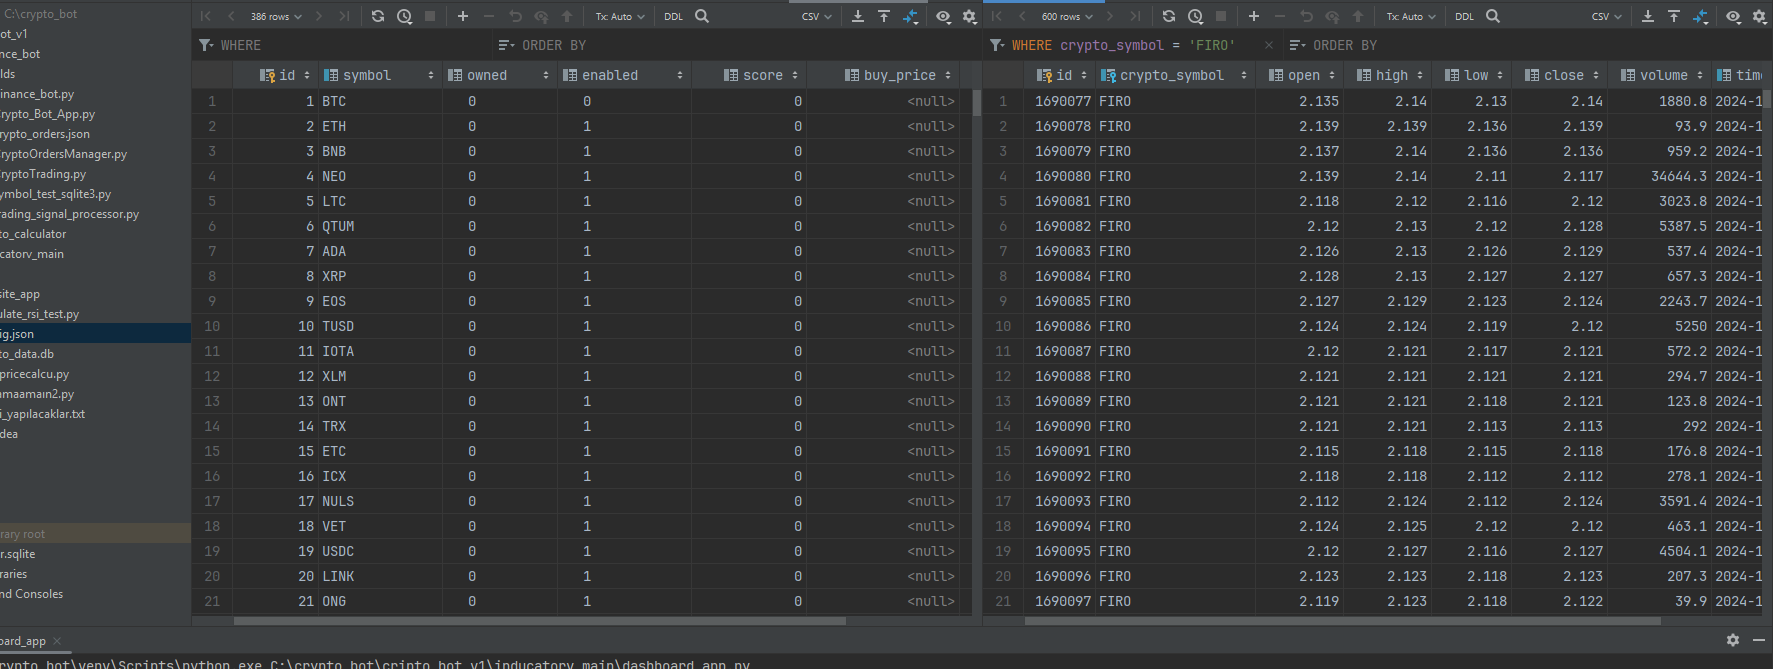 C:\crypto_bot
ot_v1
nce_bot
lds
inance_bot.py
Crypto_Bot_App.py
rypto_orders.json
CryptoOrdersManager.py
CryptoTrading.py
ymbol_test_sqlite3.py
rading_signal_processor.py
to_calculator
catorv_main
site_app
ulate_rsi_test.py
ig.json
to_data.db
pricecalcu.py
amaamaın2.py
i_yapılacaklar.txt
dea
rary root
r.sqlite
raries
nd Consoles
386 rows Tx: Auto DDL CSV
WHERE ORDER BY
id symbol owned enabled score buy_price
1 1 BTC 0 0 0 <null>
2 2 ETH 0 1 0 <null>
3 3 BNB 0 1 0 <null>
4 4 NEO 0 1 0 <null>
5 5 LTC 0 1 0 <null>
6 6 QTUM 0 1 0 <null>
7 7 ADA 0 1 0 <null>
8 8 XRP 0 1 0 <null>
9 9 EOS 0 1 0 <null>
10 10 TUSD 0 1 0 <null>
11 11 IOTA 0 1 0 <null>
12 12 XLM 0 1 0 <null>
13 13 ONT 0 1 0 <null>
14 14 TRX 0 1 0 <null>
15 15 ETC 0 1 0 <null>
16 16 ICX 0 1 0 <null>
17 17 NULS 0 1 0 <null>
18 18 VET 0 1 0 <null>
19 19 USDC 0 1 0 <null>
20 20 LINK 0 1 0 <null>
21 21 ONG 0 1 0 <null>
600 rows Tx: Auto DDL CSV
WHERE crypto_symbol = 'FIRO' ORDER BY
id crypto_symbol open high low close volume tim
1 1690077 FIRO 2.135 2.14 2.13 2.14 1880.8 2024-1
2 1690078 FIRO 2.139 2.139 2.136 2.139 93.9 2024-1
3 1690079 FIRO 2.137 2.14 2.136 2.136 959.2 2024-1
4 1690080 FIRO 2.139 2.14 2.11 2.117 34644.3 2024-1
5 1690081 FIRO 2.118 2.12 2.116 2.12 3023.8 2024-1
6 1690082 FIRO 2.12 2.13 2.12 2.128 5387.5 2024-1
7 1690083 FIRO 2.126 2.13 2.126 2.129 537.4 2024-1
8 1690084 FIRO 2.128 2.13 2.127 2.127 657.3 2024-1
9 1690085 FIRO 2.127 2.129 2.123 2.124 2243.7 2024-1
10 1690086 FIRO 2.124 2.124 2.119 2.12 5250 2024-1
11 1690087 FIRO 2.12 2.121 2.117 2.121 572.2 2024-1
12 1690088 FIRO 2.121 2.121 2.121 2.121 294.7 2024-1
13 1690089 FIRO 2.121 2.121 2.118 2.121 123.8 2024-1
14 1690090 FIRO 2.121 2.121 2.113 2.113 292 2024-1
15 1690091 FIRO 2.115 2.118 2.115 2.118 176.8 2024-1
16 1690092 FIRO 2.118 2.118 2.112 2.112 278.1 2024-1
17 1690093 FIRO 2.112 2.124 2.112 2.124 3591.4 2024-1
18 1690094 FIRO 2.124 2.125 2.12 2.12 463.1 2024-1
19 1690095 FIRO 2.12 2.127 2.116 2.127 4504.1 2024-1
20 1690096 FIRO 2.123 2.123 2.118 2.123 207.3 2024-1
21 1690097 FIRO 2.119 2.123 2.118 2.122 39.9 2024-1
oard_app
crypto_bot\venv\Scripts\python.exe C:\crypto_bot\cripto_bot_v1\inducatory_main\dashboard_app.py